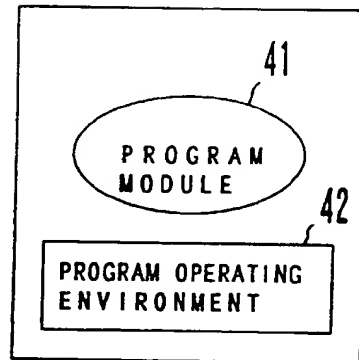 41
PROGRAM
MODULE
42
PROGRAM OPERATING
ENVIRONMENT